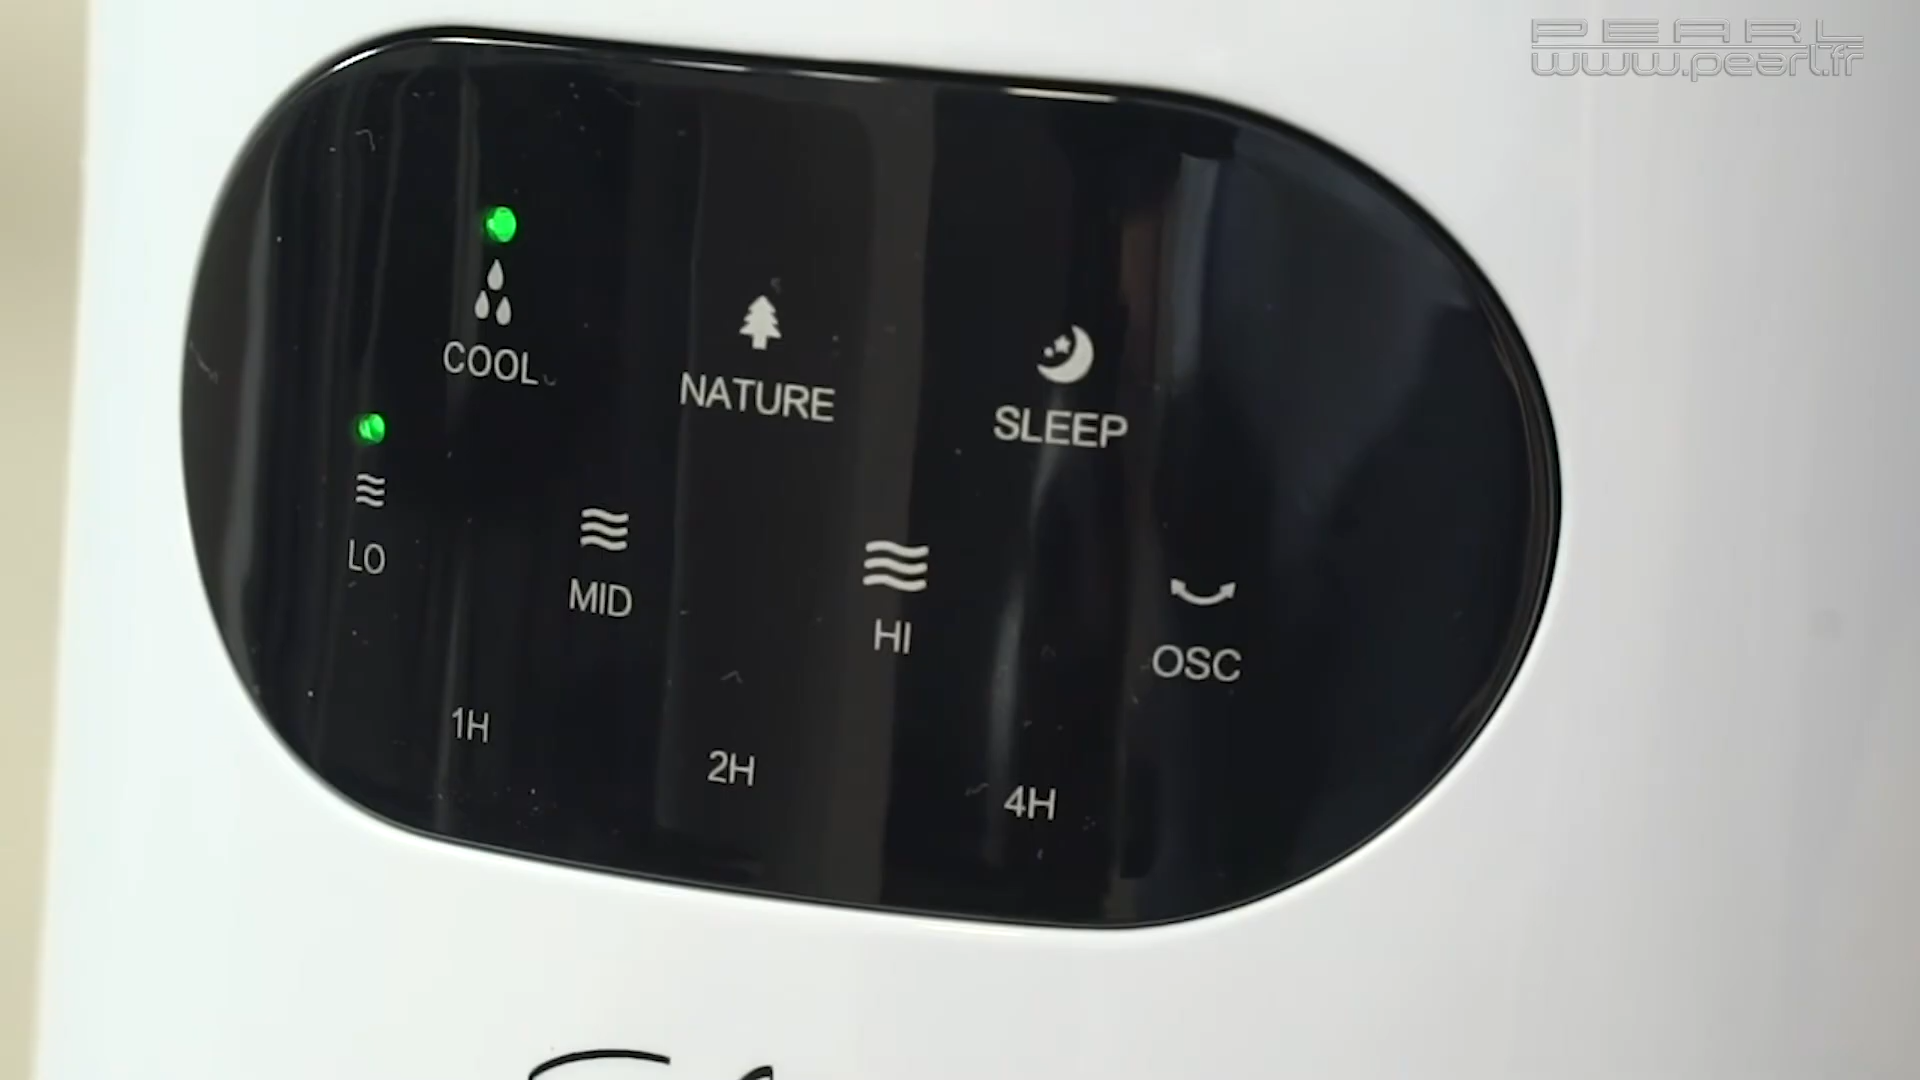 PEARL
www.pearl.fr
COOL
NATURE
SLEEP
LO
MID
HI
OSC
1H
2H
4H